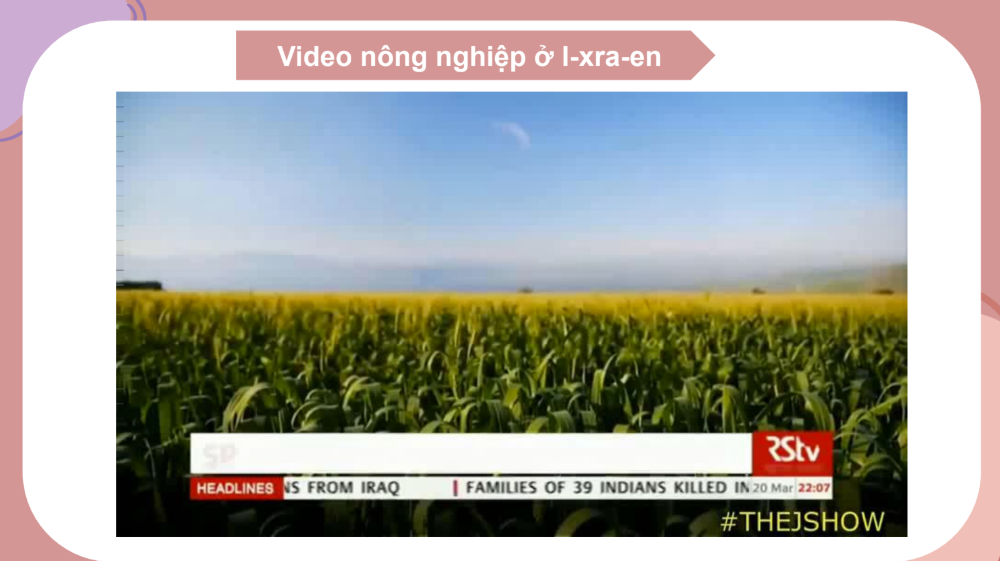 Video nông nghiệp ở I-xra-en
SP
RStv
HEADLINES NS FROM IRAQ | FAMILIES OF 39 INDIANS KILLED IN 20 Mar 22:07
#THEJSHOW